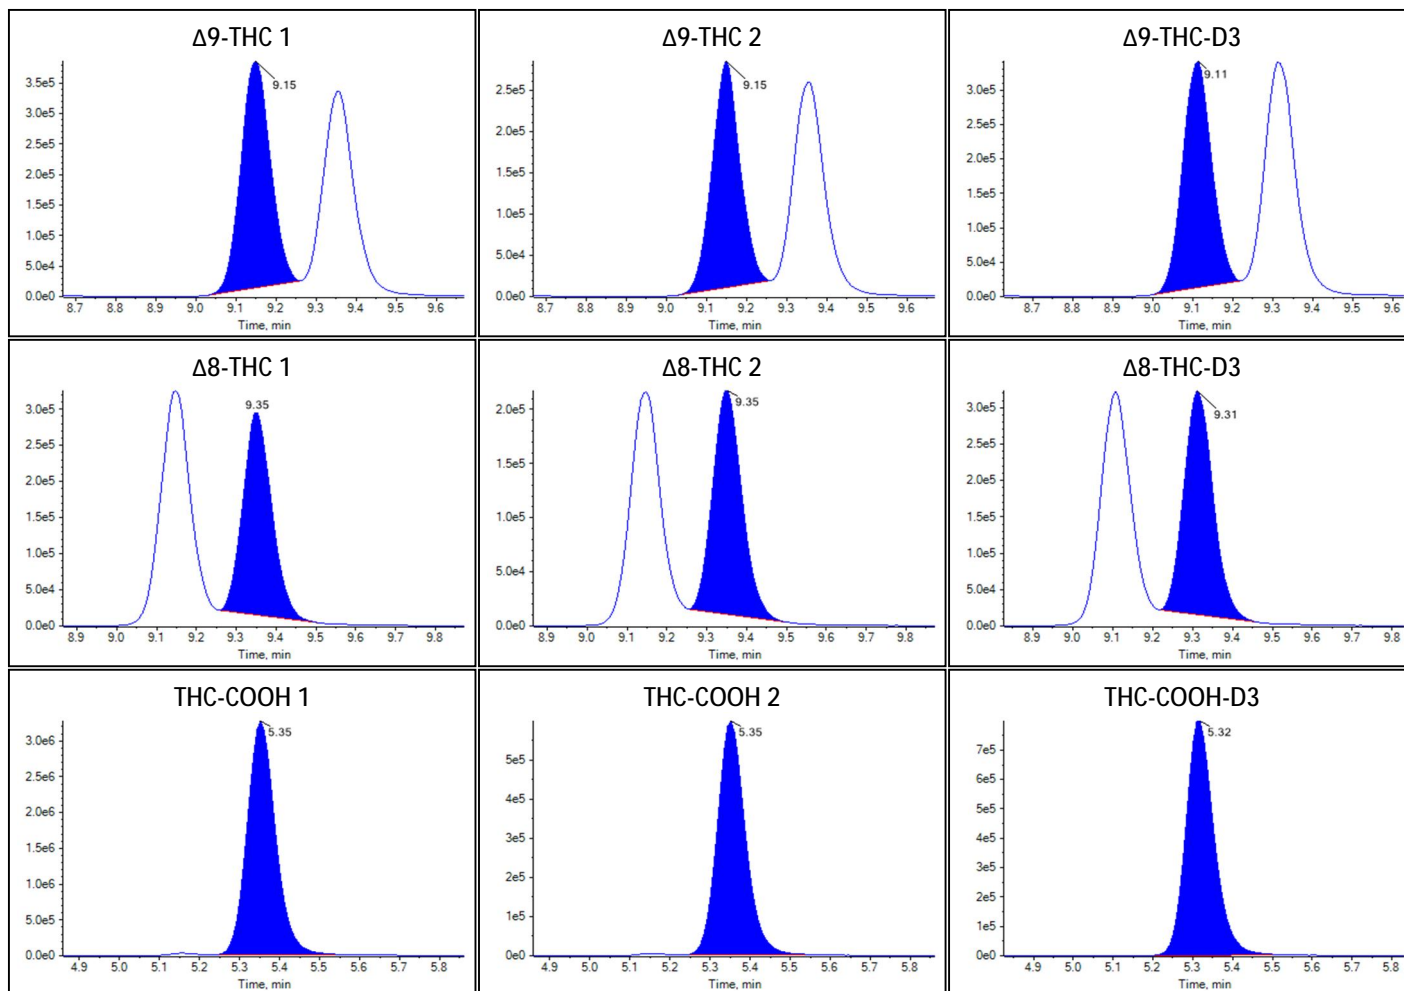 Δ9-THC 1
9.15
3.5e5
3.0e5
2.5e5
2.0e5
1.5e5
1.0e5
5.0e4
0.0e0
8.7 8.8 8.9 9.0 9.1 9.2 9.3 9.4 9.5 9.6
Time, min
Δ9-THC 2
9.15
2.5e5
2.0e5
1.5e5
1.0e5
5.0e4
0.0e0
8.7 8.8 8.9 9.0 9.1 9.2 9.3 9.4 9.5 9.6
Time, min
Δ9-THC-D3
9.11
3.0e5
2.5e5
2.0e5
1.5e5
1.0e5
5.0e4
0.0e0
8.7 8.8 8.9 9.0 9.1 9.2 9.3 9.4 9.5 9.6
Time, min
Δ8-THC 1
9.35
3.0e5
2.5e5
2.0e5
1.5e5
1.0e5
5.0e4
0.0e0
8.9 9.0 9.1 9.2 9.3 9.4 9.5 9.6 9.7 9.8
Time, min
Δ8-THC 2
9.35
2.0e5
1.5e5
1.0e5
5.0e4
0.0e0
8.9 9.0 9.1 9.2 9.3 9.4 9.5 9.6 9.7 9.8
Time, min
Δ8-THC-D3
9.31
3.0e5
2.5e5
2.0e5
1.5e5
1.0e5
5.0e4
0.0e0
8.9 9.0 9.1 9.2 9.3 9.4 9.5 9.6 9.7 9.8
Time, min
THC-COOH 1
5.35
3.0e6
2.5e6
2.0e6
1.5e6
1.0e6
5.0e5
0.0e0
4.9 5.0 5.1 5.2 5.3 5.4 5.5 5.6 5.7 5.8
Time, min
THC-COOH 2
5.35
5e5
4e5
3e5
2e5
1e5
0e0
4.9 5.0 5.1 5.2 5.3 5.4 5.5 5.6 5.7 5.8
Time, min
THC-COOH-D3
5.32
7e5
6e5
5e5
4e5
3e5
2e5
1e5
0e0
4.9 5.0 5.1 5.2 5.3 5.4 5.5 5.6 5.7 5.8
Time, min